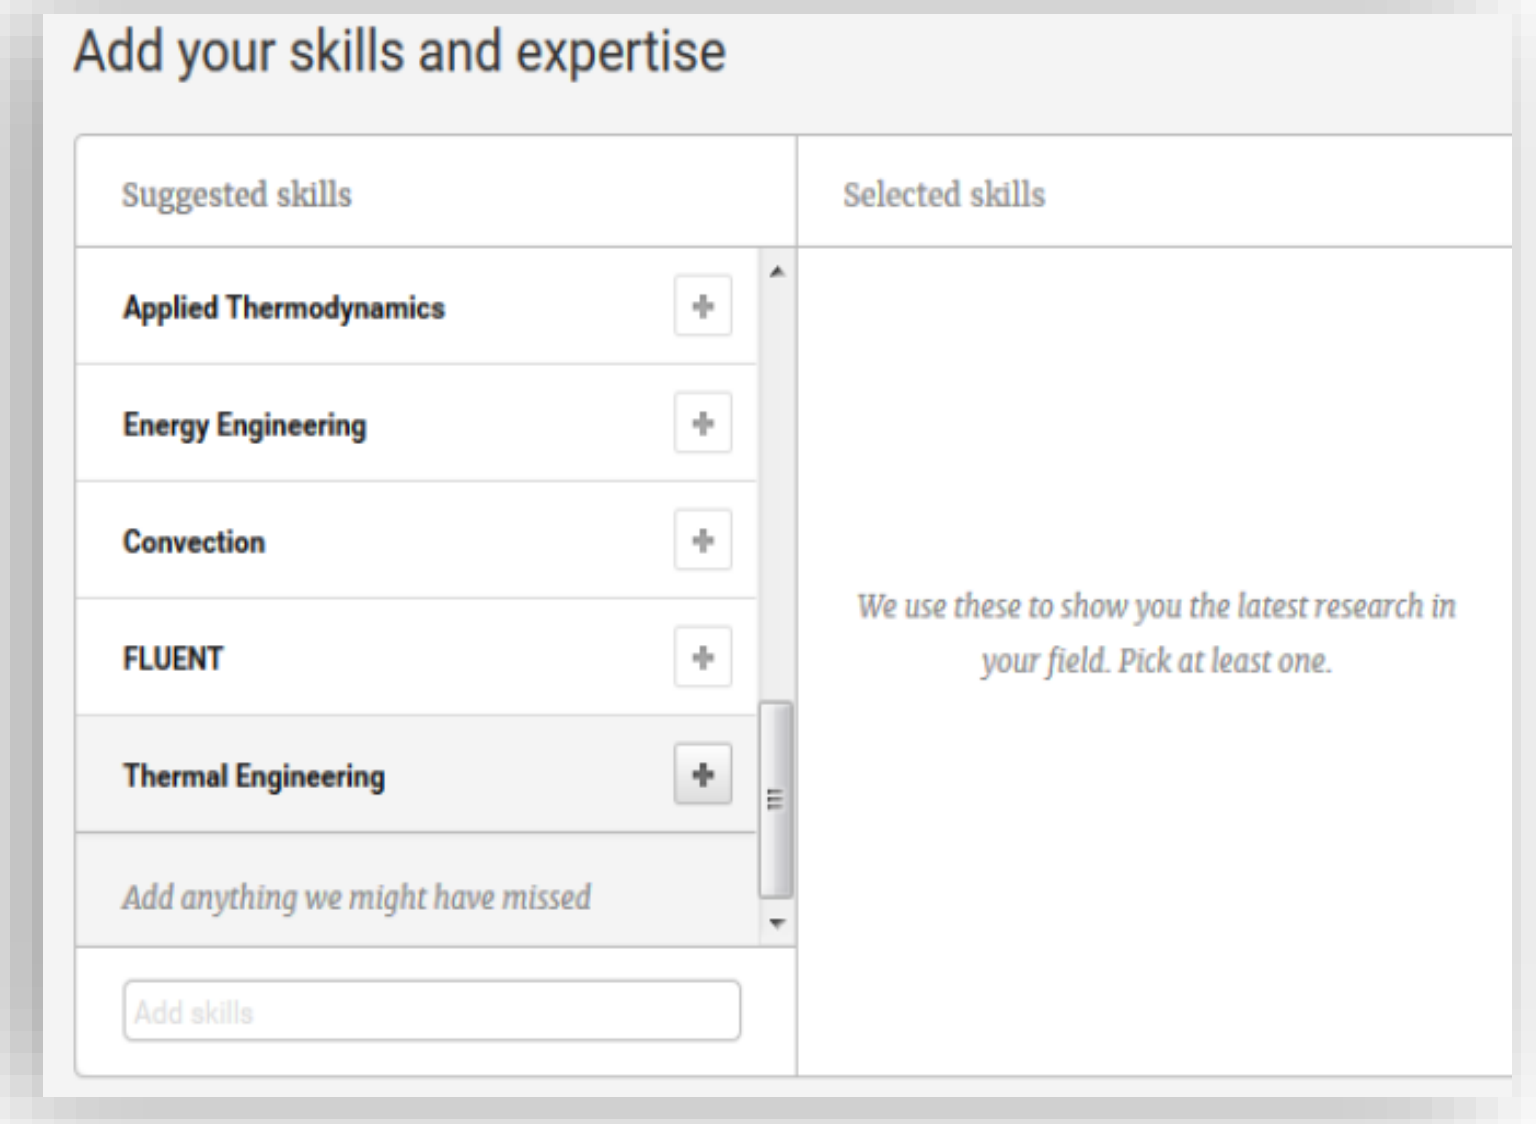 Add your skills and expertise
Suggested skills
Selected skills
Applied Thermodynamics
Energy Engineering
Convection
FLUENT
Thermal Engineering
Add anything we might have missed
Add skills
We use these to show you the latest research in
your field. Pick at least one.